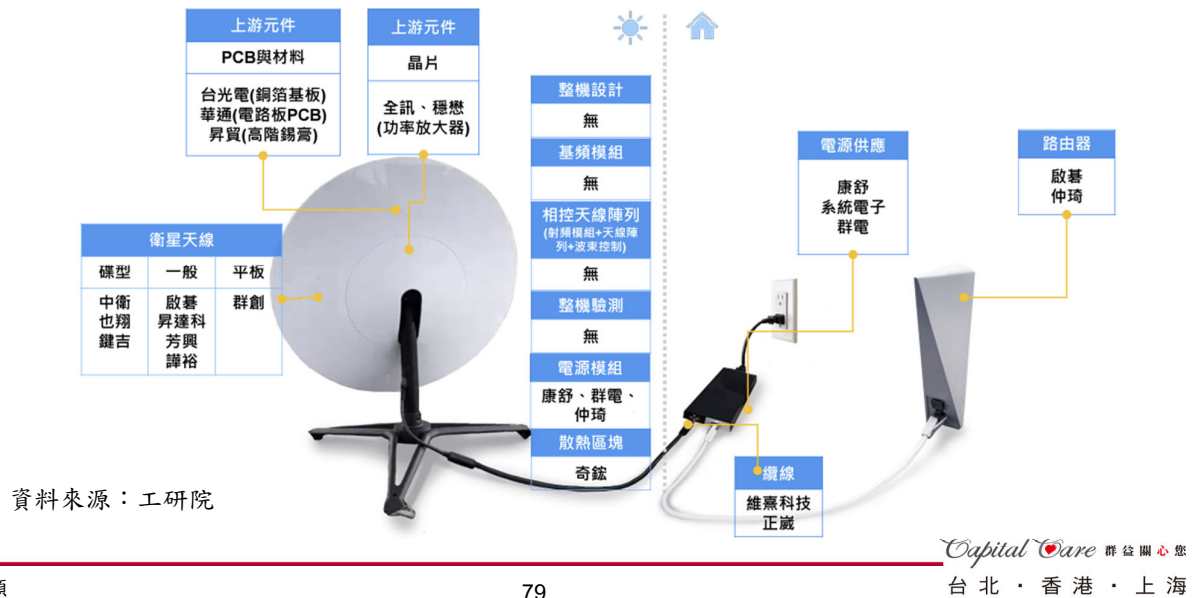 上游元件
PCB與材料
台光電(銅箔基板)
華通(電路板PCB)
昇貿(高階錫膏)
上游元件
晶片
全訊、穩懋
(功率放大器)
衛星天線
碟型 一般 平板
中衛 啟碁 群創
也翔 昇達科
鍵吉 芳興
譁裕
整機設計
無
基頻模組
無
相控天線陣列
(射頻模組+天線陣
列+波束控制)
無
整機驗測
無
電源模組
康舒、群電、
仲琦
散熱區塊
奇鋐
電源供應
康舒
系統電子
群電
路由器
啟碁
仲琦
纜線
維熹科技
正崴
資料來源：工研院
Capital Care 群益關心您
79
台北・香港・上海